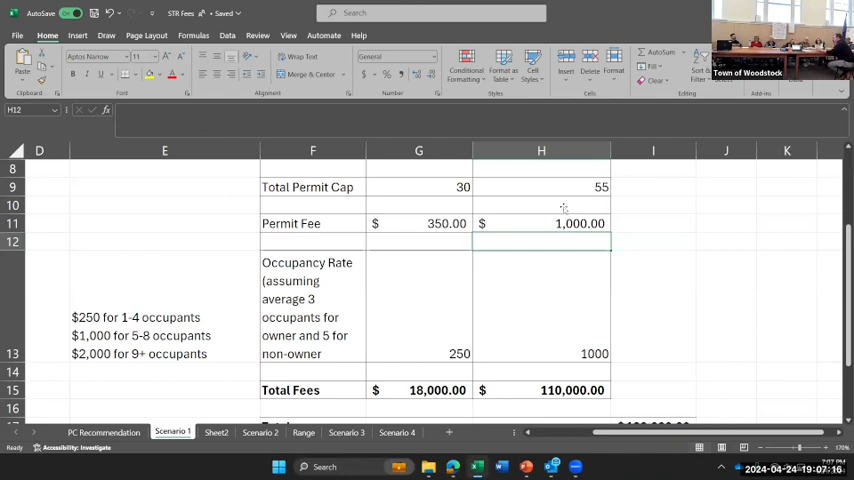 AutoSave On STR Fees • Saved Search
File Home Insert Draw Page Layout Formulas Data Review View Automate Help
Town of Woodstock
Paste Aptos Narrow 11 A A Wrap Text General Conditional Formatting Format as Table Cell Styles Insert Delete Format AutoSum
B I U A Merge & Center $ % Fill
Clear
Clipboard Font Alignment Number Styles Cells
H12 fx
D E F G H I J K
8
9 Total Permit Cap 30 55
10
11 Permit Fee $ 350.00 $ 1,000.00
12
Occupancy Rate
(assuming
average 3
$250 for 1-4 occupants occupants for
$1,000 for 5-8 occupants owner and 5 for
13 $2,000 for 9+ occupants non-owner 250 1000
14
15 Total Fees $ 18,000.00 $ 110,000.00
16
PC Recommendation Scenario 1 Sheet2 Scenario 2 Range Scenario 3 Scenario 4 +
Ready Accessibility: Investigate 170%
Search 7:07 PM
2024-04-24 19:07:16